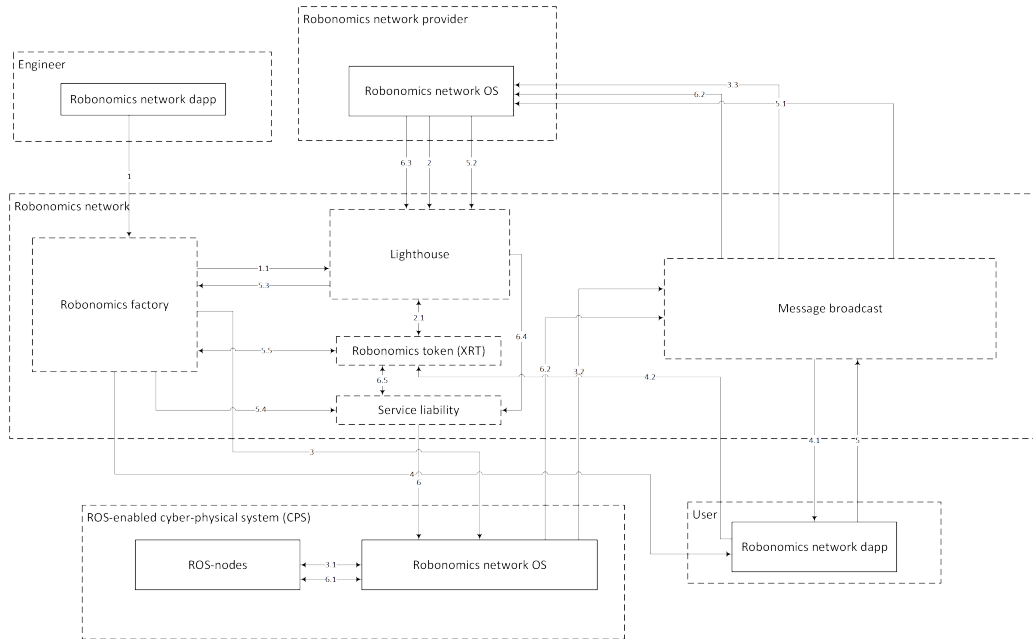 Robonomics network provider
Engineer
Robonomics network OS
Robonomics network dapp
3.3
6.2
5.1
6.3
2
5.2
1
Robonomics network
Lighthouse
Robonomics factory
1.1
5.3
Message broadcast
2.1
6.4
Robonomics token (XRT)
5.5
6.2
3.2
4.2
6.5
Service liability
5.4
4.1
5
3
4
6
User
ROS-enabled cyber-physical system (CPS)
Robonomics network dapp
ROS-nodes
3.1
6.1
Robonomics network OS